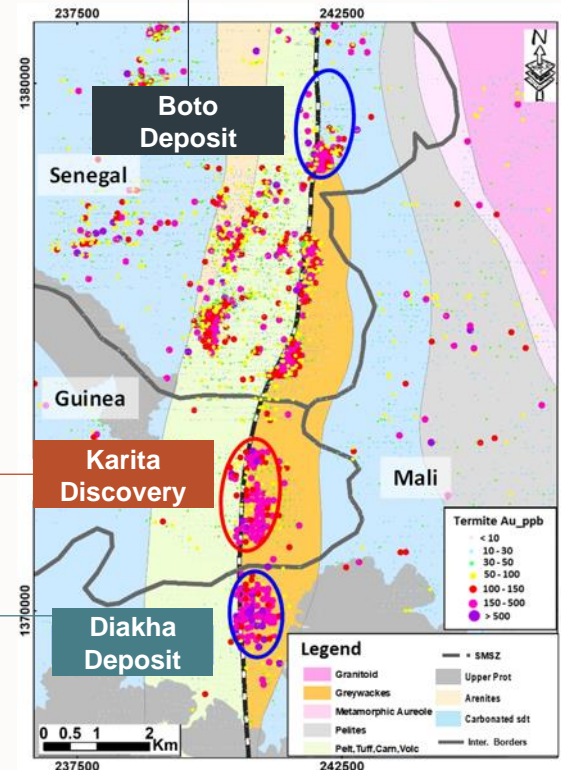 237500 242500
N
1380000
Boto
Deposit
Senegal
Guinea
Karita
Discovery
Mali
Termite Au_ppb
< 10
10 - 30
30 - 50
50 - 100
100 - 150
150 - 500
> 500
1370000
Diakha
Deposit
Legend
Granitoid
Greywackes
Metamorphic Aureole
Pelites
Pelt,Tuff,Carn,Volc
SMSZ
Upper Prot
Arenites
Carbonated sdt
Inter. Borders
0 0.5 1 2
Km
237500 242500